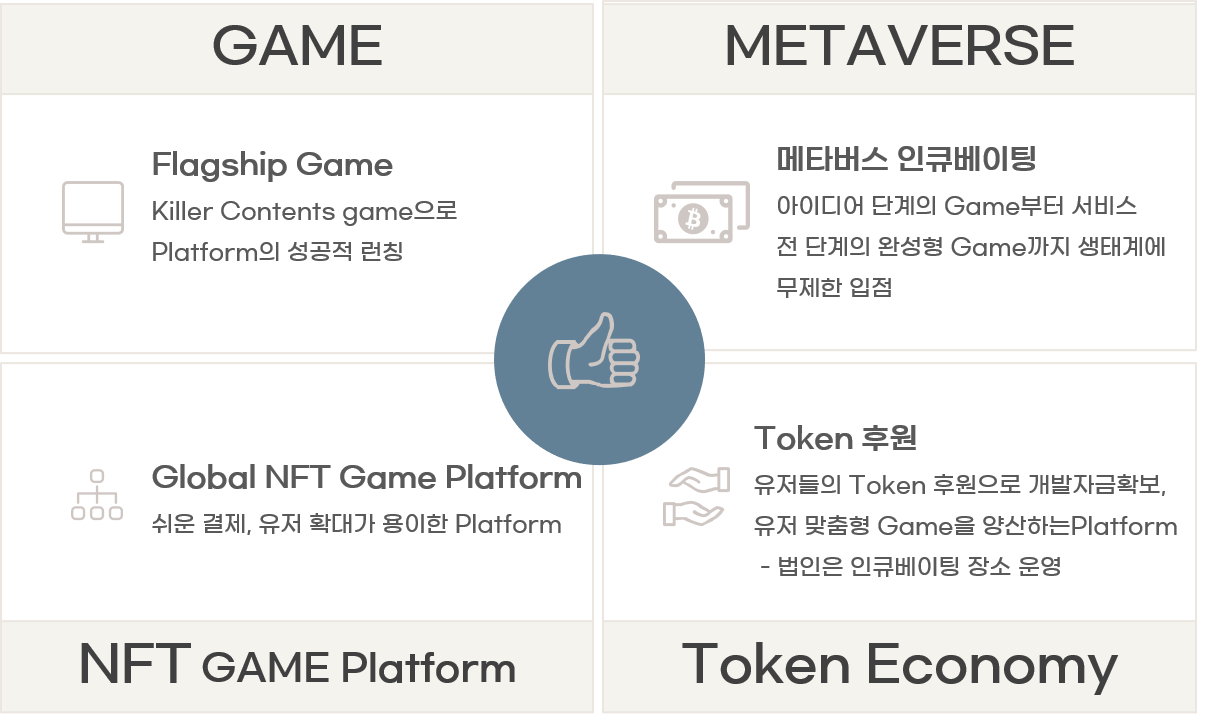 GAME
Flagship Game
Killer Contents game으로
Platform의 성공적 런칭
METAVERSE
메타버스 인큐베이팅
아이디어 단계의 Game부터 서비스
전 단계의 완성형 Game까지 생태계에
무제한 입점
Global NFT Game Platform
쉬운 결제, 유저 확대가 용이한 Platform
NFT GAME Platform
Token 후원
유저들의 Token 후원으로 개발자금확보,
유저 맞춤형 Game을 양산하는Platform
- 법인은 인큐베이팅 장소 운영
Token Economy